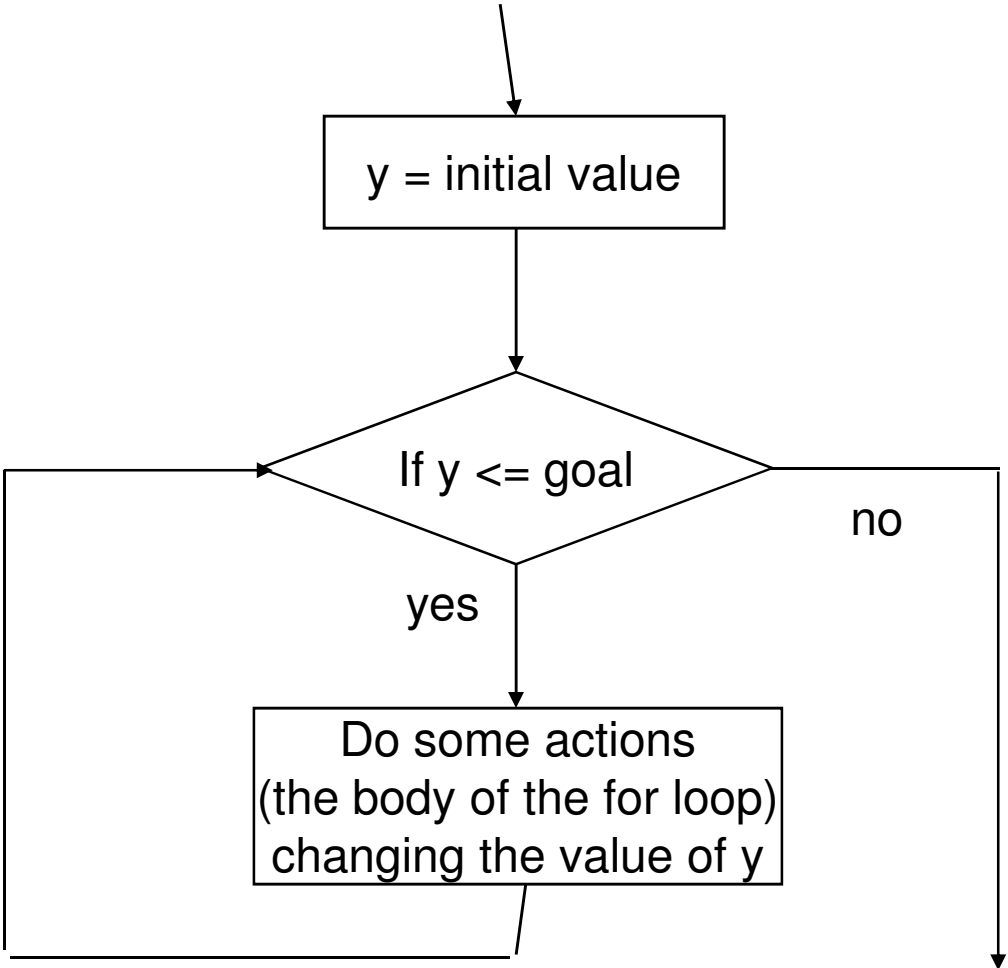 y = initial value
If y <= goal
no
yes
Do some actions
(the body of the for loop)
changing the value of y